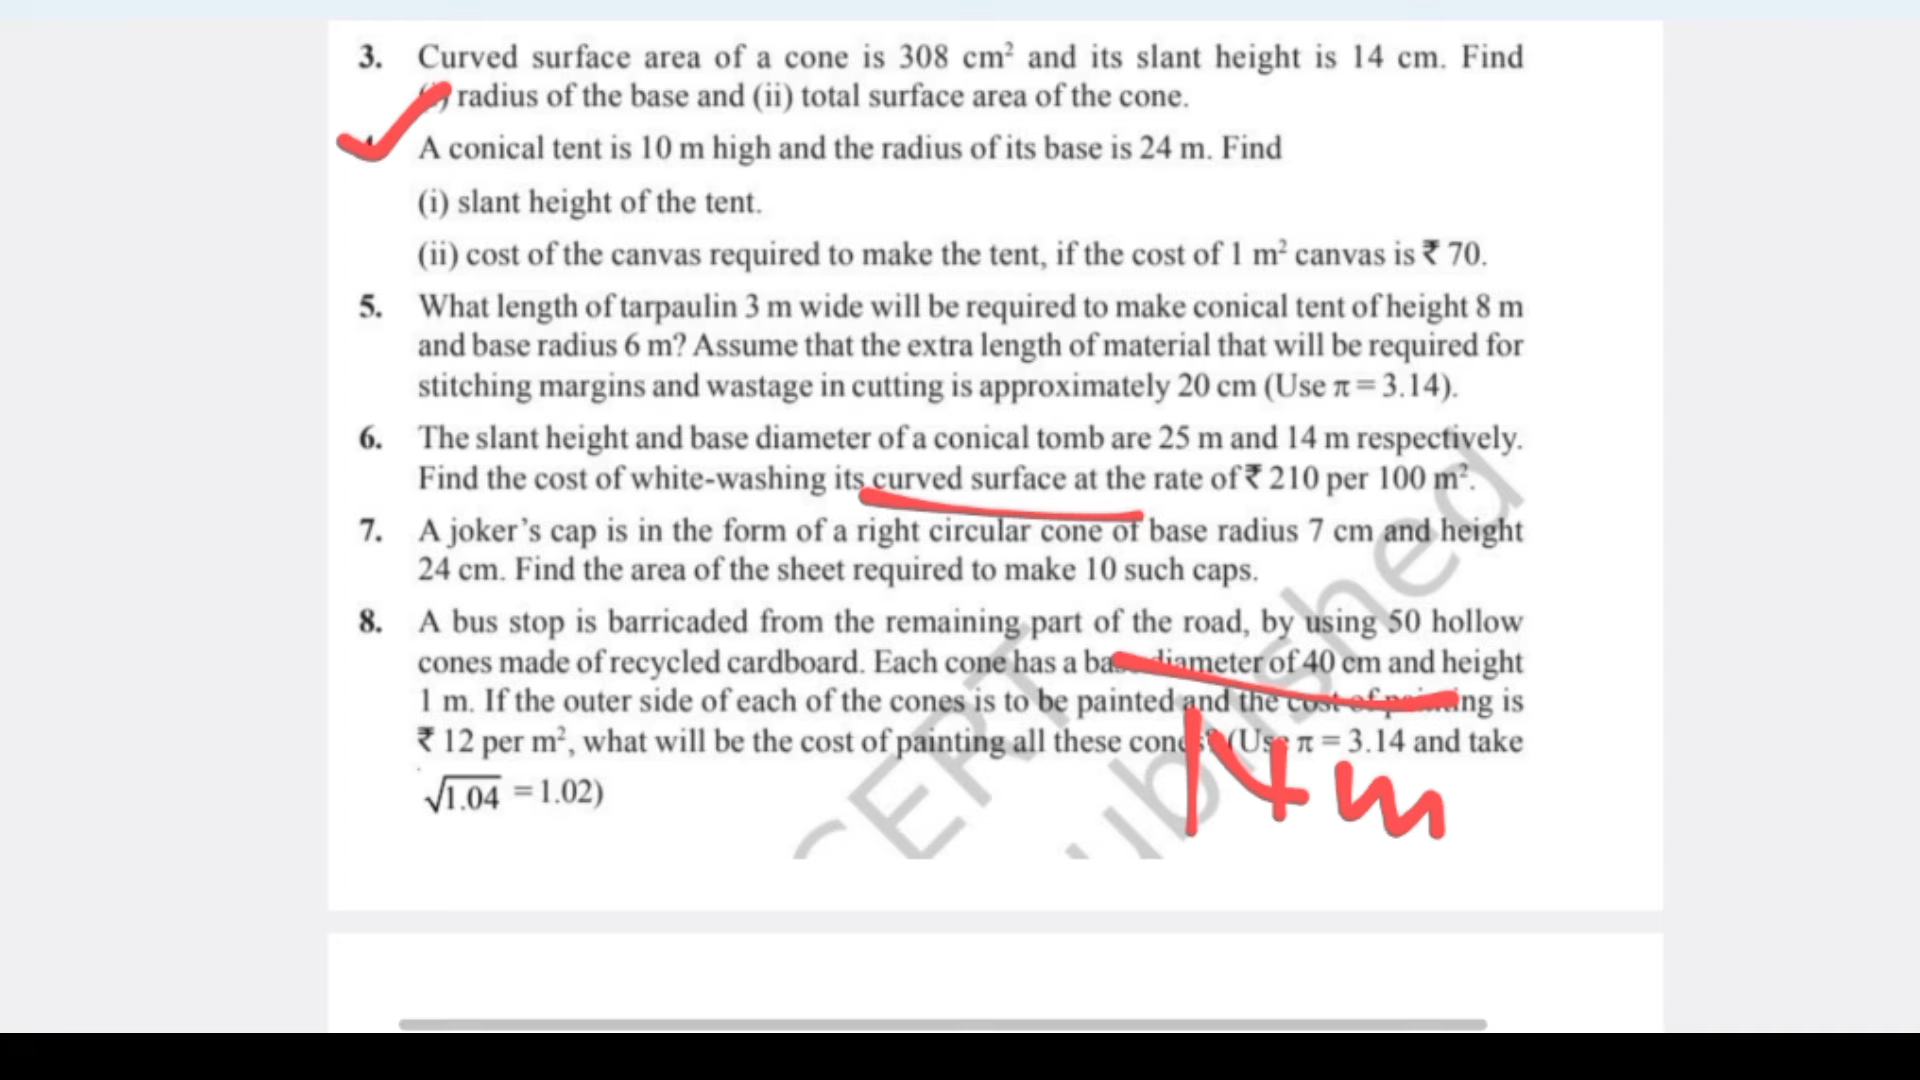 3. Curved surface area of a cone is 308 cm² and its slant height is 14 cm. Find
radius of the base and (ii) total surface area of the cone.
A conical tent is 10 m high and the radius of its base is 24 m. Find
(i) slant height of the tent.
(ii) cost of the canvas required to make the tent, if the cost of 1 m² canvas is ₹ 70.
5. What length of tarpaulin 3 m wide will be required to make conical tent of height 8 m
and base radius 6 m? Assume that the extra length of material that will be required for
stitching margins and wastage in cutting is approximately 20 cm (Use π = 3.14).
6. The slant height and base diameter of a conical tomb are 25 m and 14 m respectively.
Find the cost of white-washing its curved surface at the rate of ₹ 210 per 100 m².
7. A joker's cap is in the form of a right circular cone of base radius 7 cm and height
24 cm. Find the area of the sheet required to make 10 such caps.
8. A bus stop is barricaded from the remaining part of the road, by using 50 hollow
cones made of recycled cardboard. Each cone has a base diameter of 40 cm and height
1 m. If the outer side of each of the cones is to be painted and the cost of painting is
₹ 12 per m², what will be the cost of painting all these cones? (Use π = 3.14 and take
√1.04 = 1.02)
14 m